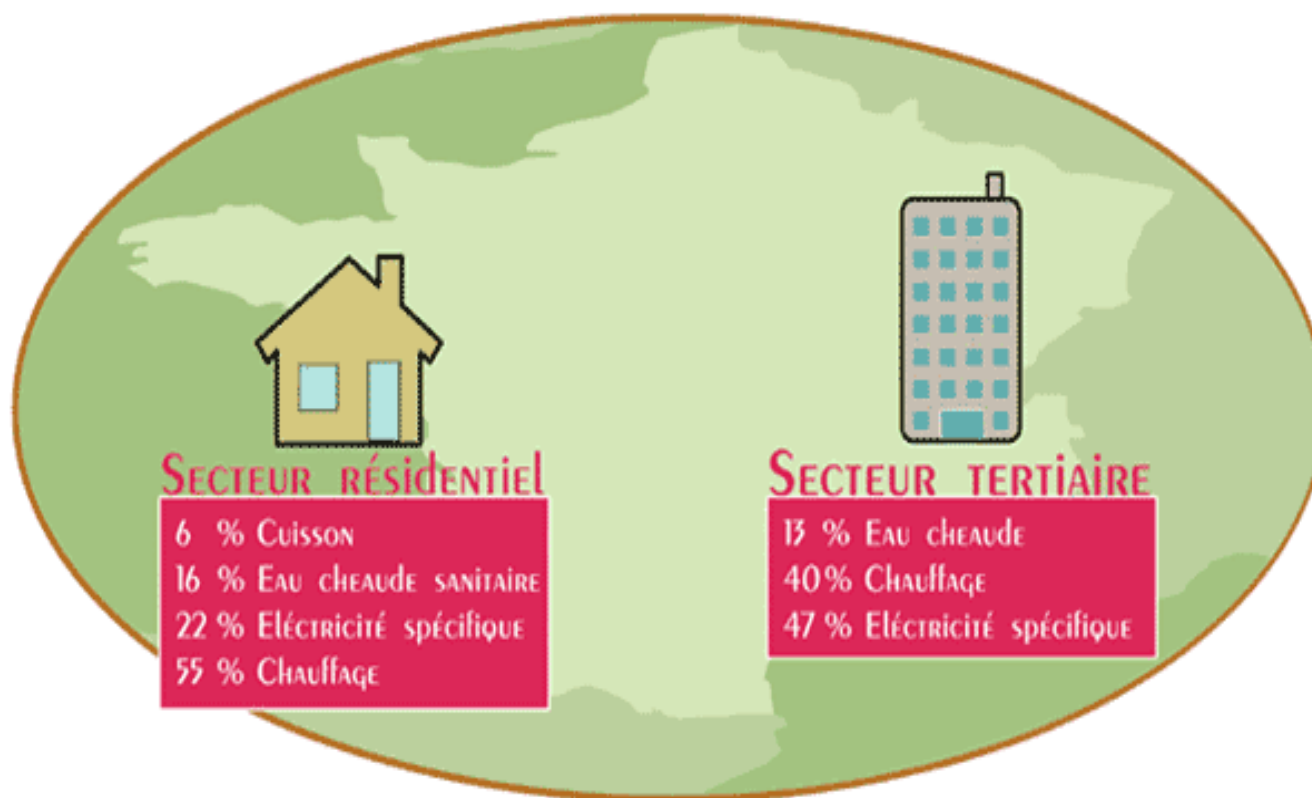 Secteur résidentiel
6 % Cuisson
16 % Eau cheaude sanitaire
22 % Eléctricité spécifique
55 % Chauffage
Secteur tertiaire
13 % Eau cheaude
40% Chauffage
47 % Eléctricité spécifique